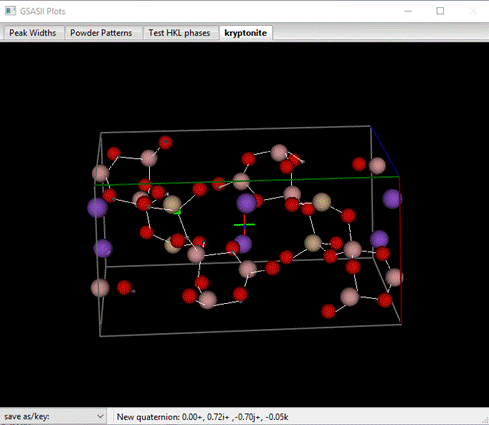 GSASII Plots
Peak Widths Powder Patterns Test HKL phases kryptonite
save as/key: New quaternion: 0.00+, 0.72i+ ,-0.70j+, -0.05k